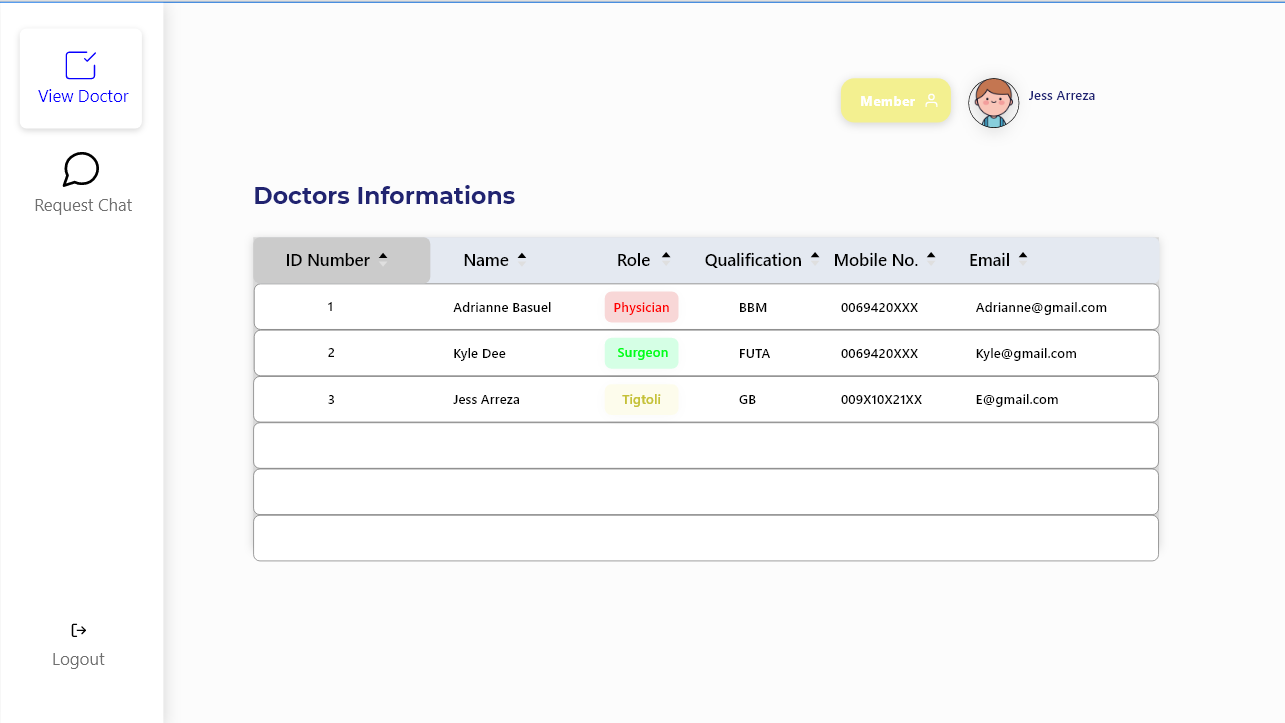 View Doctor
Request Chat
Logout
Member
Jess Arreza
Doctors Informations
ID Number Name Role Qualification Mobile No. Email
1 Adrianne Basuel Physician BBM 0069420XXX Adrianne@gmail.com
2 Kyle Dee Surgeon FUTA 0069420XXX Kyle@gmail.com
3 Jess Arreza Tigtoli GB 009X10X21XX E@gmail.com